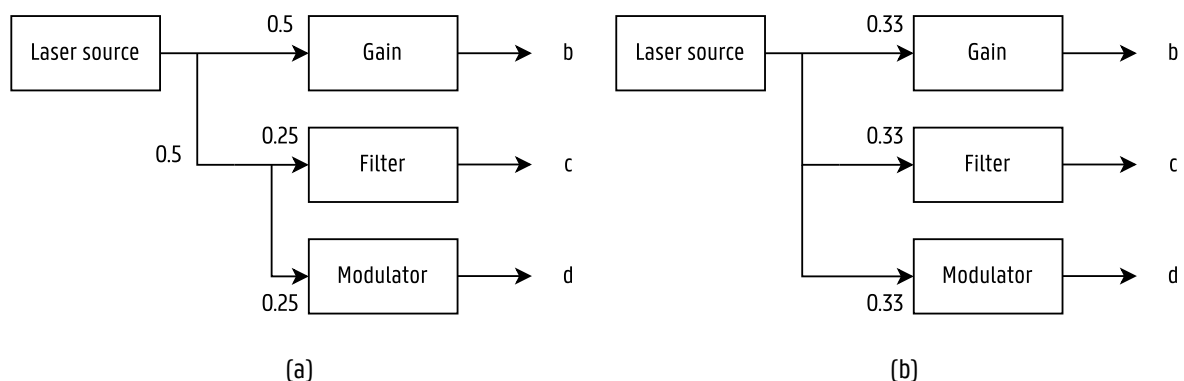 0.5
0.33
Laser source
Gain
b
Laser source
Gain
b
0.5
0.25
Filter
c
0.33
Filter
c
Modulator
d
Modulator
d
0.25
0.33
(a)
(b)